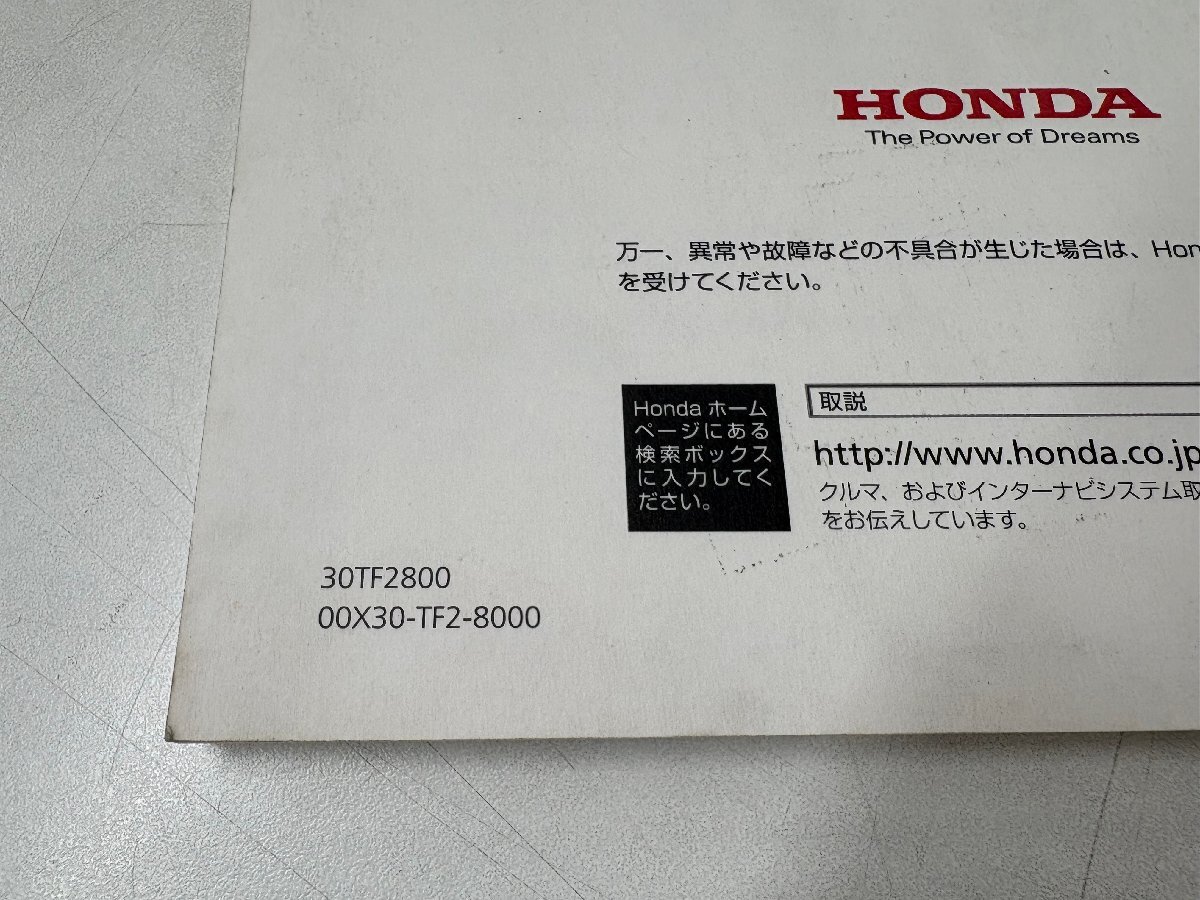 HONDA
The Power of Dreams
万一、異常や故障などの不具合が生じた場合は、Hon
を受けてください。
Honda ホーム
ページにある
検索ボックス
に入力してく
ださい。
取説
http://www.honda.co.jp
クルマ、およびインターナビシステム取
をお伝えしています。
30TF2800
00X30-TF2-8000